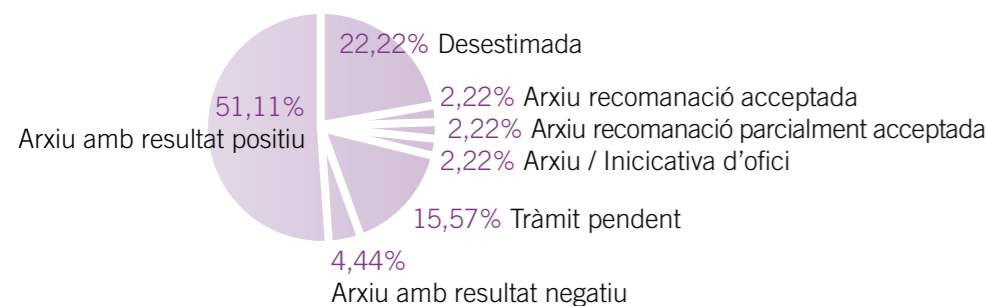 22,22% Desestimada
2,22% Arxiu recomanació acceptada
51,11%
Arxiu amb resultat positiu
2,22% Arxiu recomanació parcialment acceptada
2,22% Arxiu / Inicicativa d’ofici
15,57% Tràmit pendent
4,44%
Arxiu amb resultat negatiu